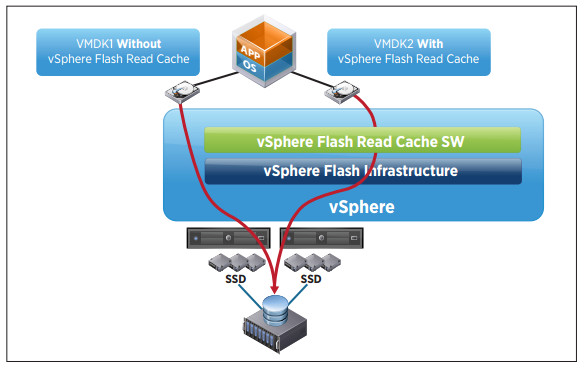 VMDK1 Without
vSphere Flash Read Cache
VMDK2 With
vSphere Flash Read Cache
APP
OS
vSphere Flash Read Cache SW
vSphere Flash Infrastructure
vSphere
SSD
SSD